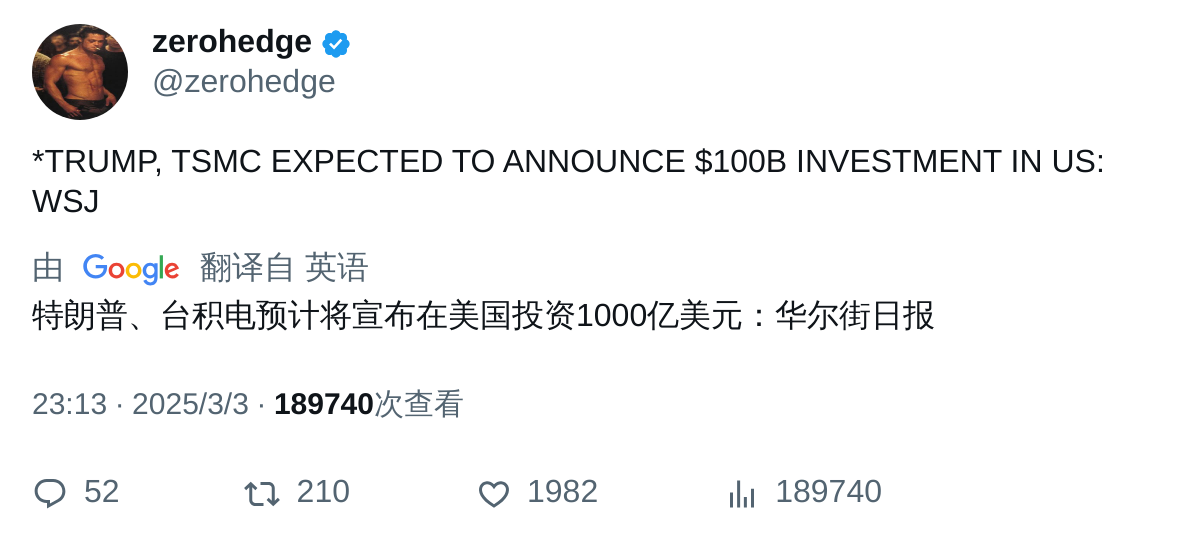 zerohedge
@zerohedge
*TRUMP, TSMC EXPECTED TO ANNOUNCE $100B INVESTMENT IN US:
WSJ
由 Google 翻译自 英语
特朗普、台积电预计将宣布在美国投资1000亿美元：华尔街日报
23:13 · 2025/3/3 · 189740次查看
52 210 1982 189740